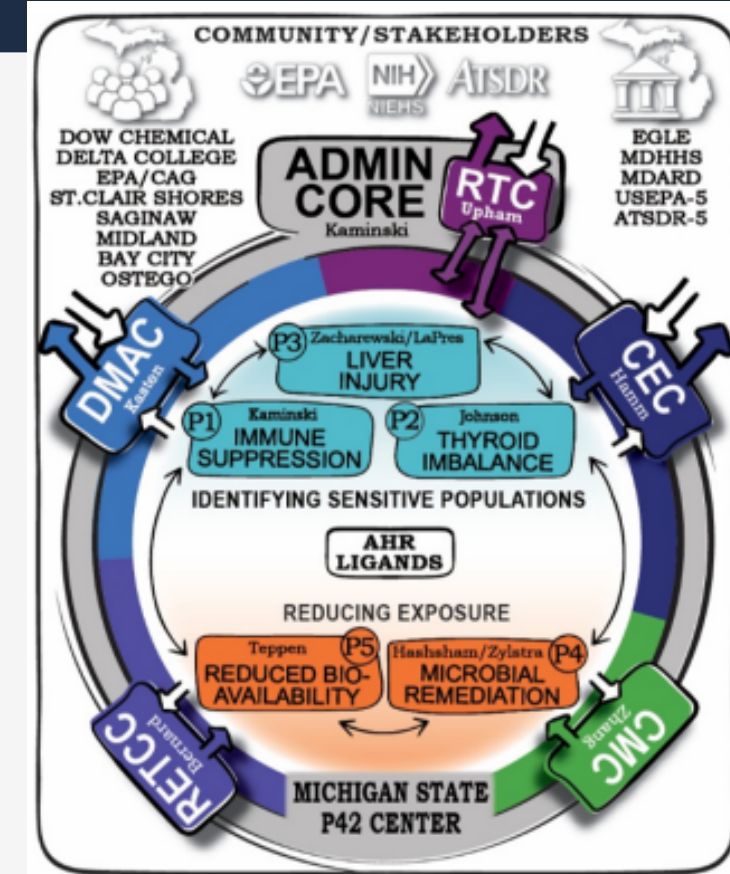 COMMUNITY/STAKEHOLDERS
EPA
NIH
NIEHS
ATSDR
DOW CHEMICAL
DELTA COLLEGE
EPA/CAG
ST.CLAIR SHORES
SAGINAW
MIDLAND
BAY CITY
OSTEGO
EGLE
MDHHS
MDARD
USEPA-5
ATSDR-5
ADMIN
CORE
Kaminski
RTC
Upham
DMAC
Kasten
CEC
Hamm
P3 Zacharewski/LaPres
LIVER
INJURY
P1 Kaminski
IMMUNE
SUPPRESSION
P2 Johnson
THYROID
IMBALANCE
IDENTIFYING SENSITIVE POPULATIONS
AHR
LIGANDS
REDUCING EXPOSURE
Teppen P5
REDUCED BIO-
AVAILABILITY
Hashsham/Zylstra P4
MICROBIAL
REMEDIATION
RETCC
Bernard
CMC
Zhang
MICHIGAN STATE
P42 CENTER